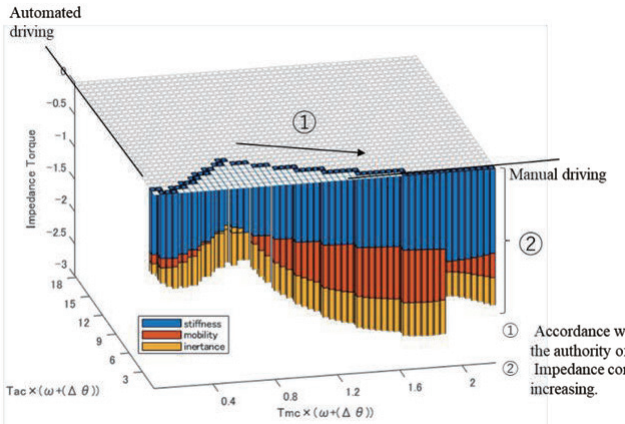 Automated
driving
0
-0.5
-1
-1.5
-2
-2.5
-3
Impedance Torque
①
Manual driving
②
18
15
12
9
6
3
Tac×(ω+(Δ θ))
stiffness
mobility
inertance
0.4
0.8
1.2
1.6
2
Tmc×(ω+(Δ θ))
① Accordance
the authority
② Impedance
increasing.